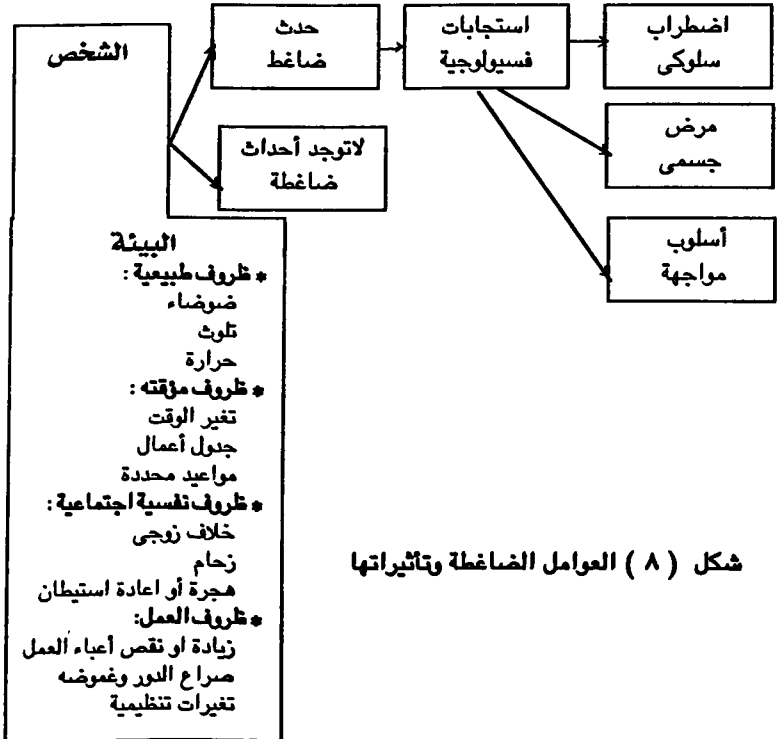 الشخص
حدث
ضاغط
استجابات
فسيولوجية
اضطراب
سلوكى
لاتوجد أحداث
ضاغطة
مرض
جسمى
أسلوب
مواجهة
البيئة
* ظروف طبيعية :
ضوضاء
تلوث
حرارة
* ظروف مؤقته :
تغير الوقت
جدول أعمال
مواعيد محددة
* ظروف نفسية اجتماعية :
خلاف زوجى
زحام
هجرة أو اعادة استيطان
* ظروف العمل:
زيادة او نقص أعباء العمل
صراع الدور وغموضه
تغيرات تنظيمية
شكل ( ٨ ) العوامل الضاغطة وتأثيراتها